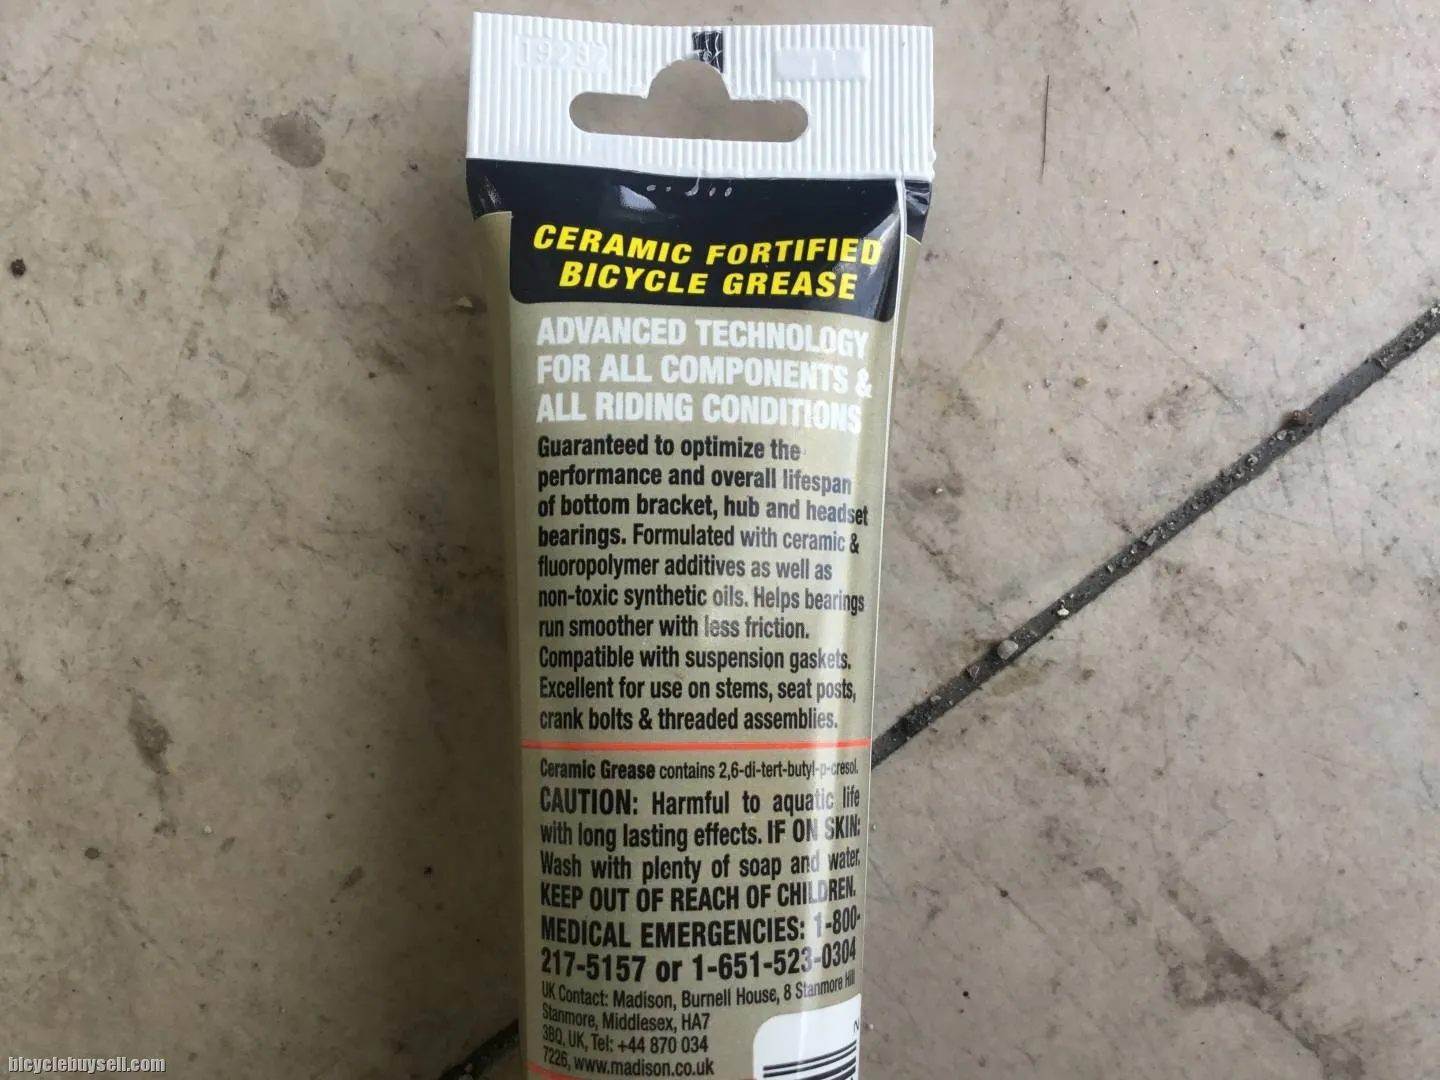 19282
CERAMIC FORTIFIED
BICYCLE GREASE
ADVANCED TECHNOLOGY
FOR ALL COMPONENTS &
ALL RIDING CONDITIONS
Guaranteed to optimize the
performance and overall lifespan
of bottom bracket, hub and headset
bearings. Formulated with ceramic &
fluoropolymer additives as well as
non-toxic synthetic oils. Helps bearings
run smoother with less friction.
Compatible with suspension gaskets.
Excellent for use on stems, seat posts,
crank bolts & threaded assemblies.
Ceramic Grease contains 2,6-di-tert-butyl-p-cresol.
CAUTION: Harmful to aquatic life
with long lasting effects. IF ON SKIN:
Wash with plenty of soap and water.
KEEP OUT OF REACH OF CHILDREN.
MEDICAL EMERGENCIES: 1-800-
217-5157 or 1-651-523-0304
UK Contact: Madison, Burnell House, 8 Stanmore Hill
Stanmore, Middlesex, HA7
3BQ, UK, Tel: +44 870 034
7226, www.madison.co.uk
bicyclebuysell.com